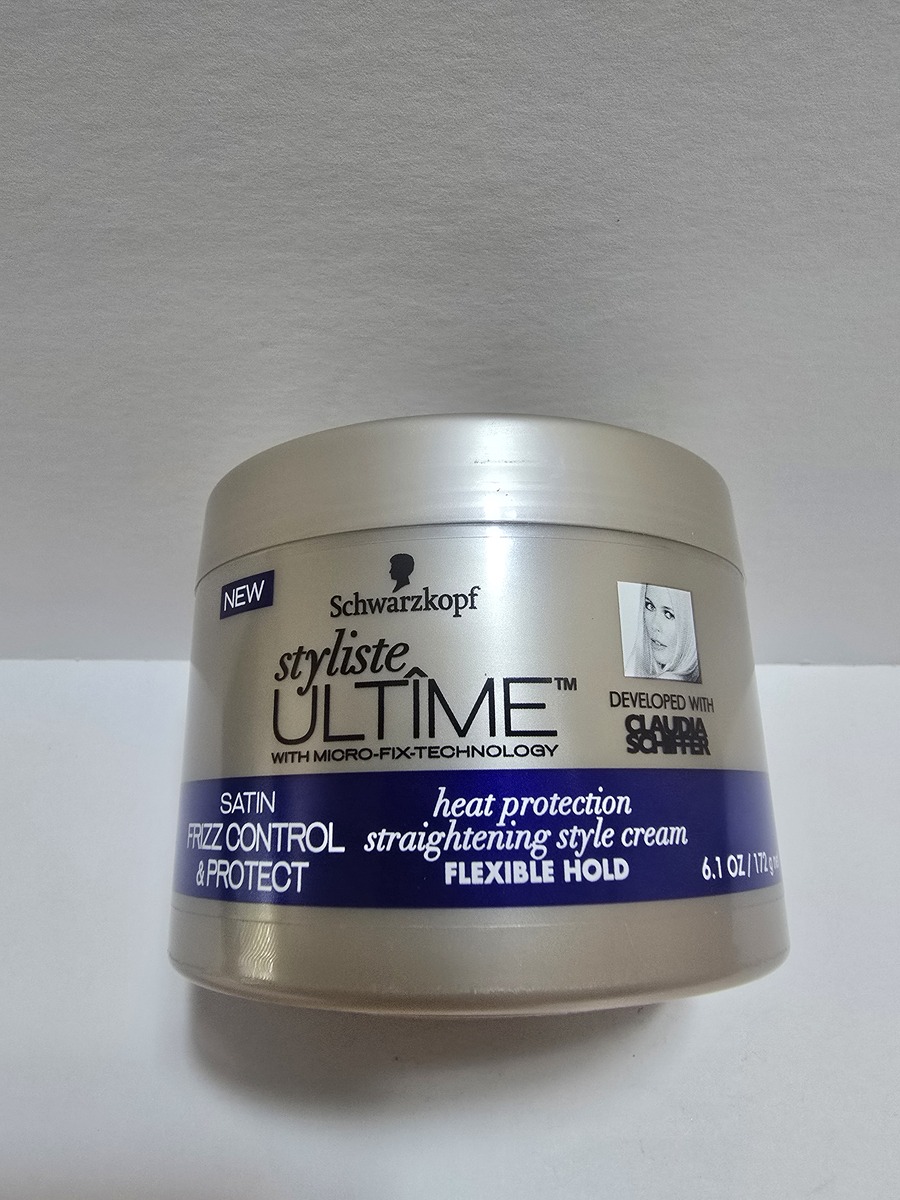 NEW
Schwarzkopf
styliste
ULTÎME™
WITH MICRO-FIX-TECHNOLOGY
DEVELOPED WITH
CLAUDIA
SCHIFFER
SATIN
FRIZZ CONTROL
& PROTECT
heat protection
straightening style cream
FLEXIBLE HOLD
6.1 OZ / 172 g